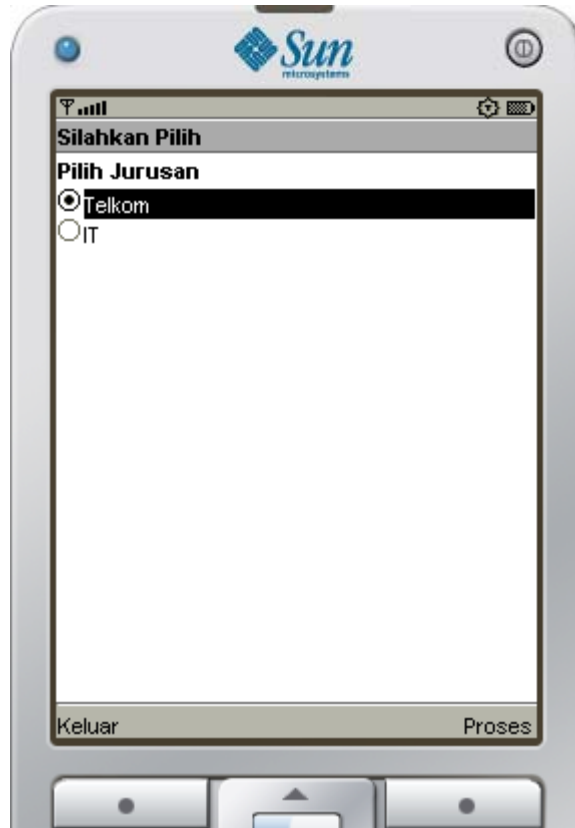 Sun
microsystems
Silahkan Pilih
Pilih Jurusan
Telkom
IT
Keluar Proses